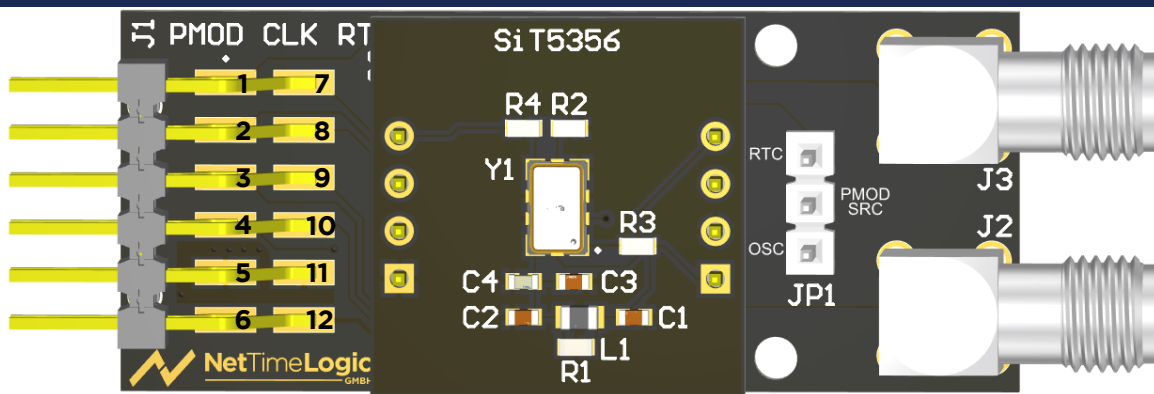 J1 PMOD CLK RT
SiT5356
1 7
2 8
3 9
4 10
5 11
6 12
R4 R2
Y1
R3
C4 C3
C2 C1
L1
R1
RTC
PMOD
SRC
OSC
JP1
J3
J2
NetTimeLogic
GMBH